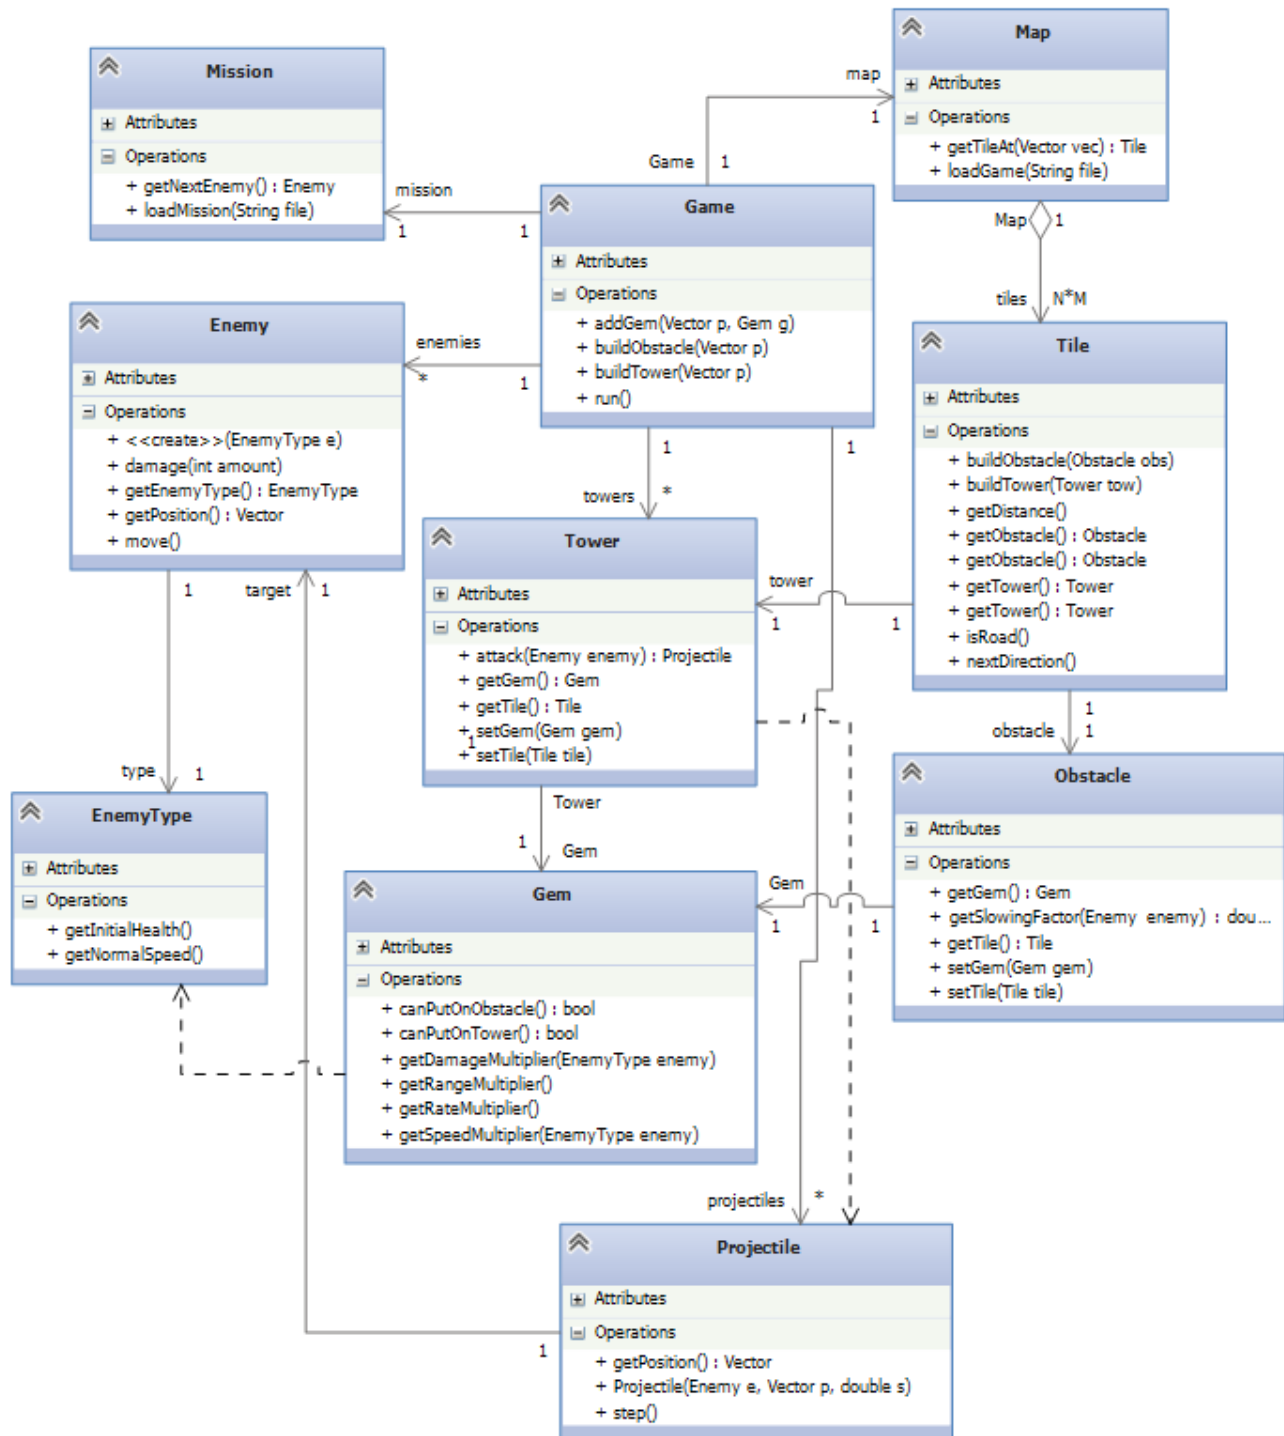 Mission
Attributes
Operations
+ getNextEnemy() : Enemy
+ loadMission(String file)
mission
1
1
Map
Attributes
Operations
+ getTileAt(Vector vec) : Tile
+ loadGame(String file)
map
1
Game
1
Game
Attributes
Operations
+ addGem(Vector p, Gem g)
+ buildObstacle(Vector p)
+ buildTower(Vector p)
+ run()
Map
1
tiles
N*M
Enemy
Attributes
Operations
+ <<create>>(EnemyType e)
+ damage(int amount)
+ getEnemyType() : EnemyType
+ getPosition() : Vector
+ move()
enemies
*
1
1
1
towers
*
Tile
Attributes
Operations
+ buildObstacle(Obstacle obs)
+ buildTower(Tower tow)
+ getDistance()
+ getObstacle() : Obstacle
+ getObstacle() : Obstacle
+ getTower() : Tower
+ getTower() : Tower
+ isRoad()
+ nextDirection()
Tower
Attributes
Operations
+ attack(Enemy enemy) : Projectile
+ getGem() : Gem
+ getTile() : Tile
+ setGem(Gem gem)
1
+ setTile(Tile tile)
tower
1
1
1
target
1
1
obstacle
1
type
1
Tower
1
Gem
EnemyType
Attributes
Operations
+ getInitialHealth()
+ getNormalSpeed()
Obstacle
Attributes
Operations
+ getGem() : Gem
+ getSlowingFactor(Enemy enemy) : dou...
+ getTile() : Tile
+ setGem(Gem gem)
+ setTile(Tile tile)
Gem
1
1
Gem
Attributes
Operations
+ canPutOnObstacle() : bool
+ canPutOnTower() : bool
+ getDamageMultiplier(EnemyType enemy)
+ getRangeMultiplier()
+ getRateMultiplier()
+ getSpeedMultiplier(EnemyType enemy)
projectiles
*
1
Projectile
Attributes
Operations
+ getPosition() : Vector
+ Projectile(Enemy e, Vector p, double s)
+ step()